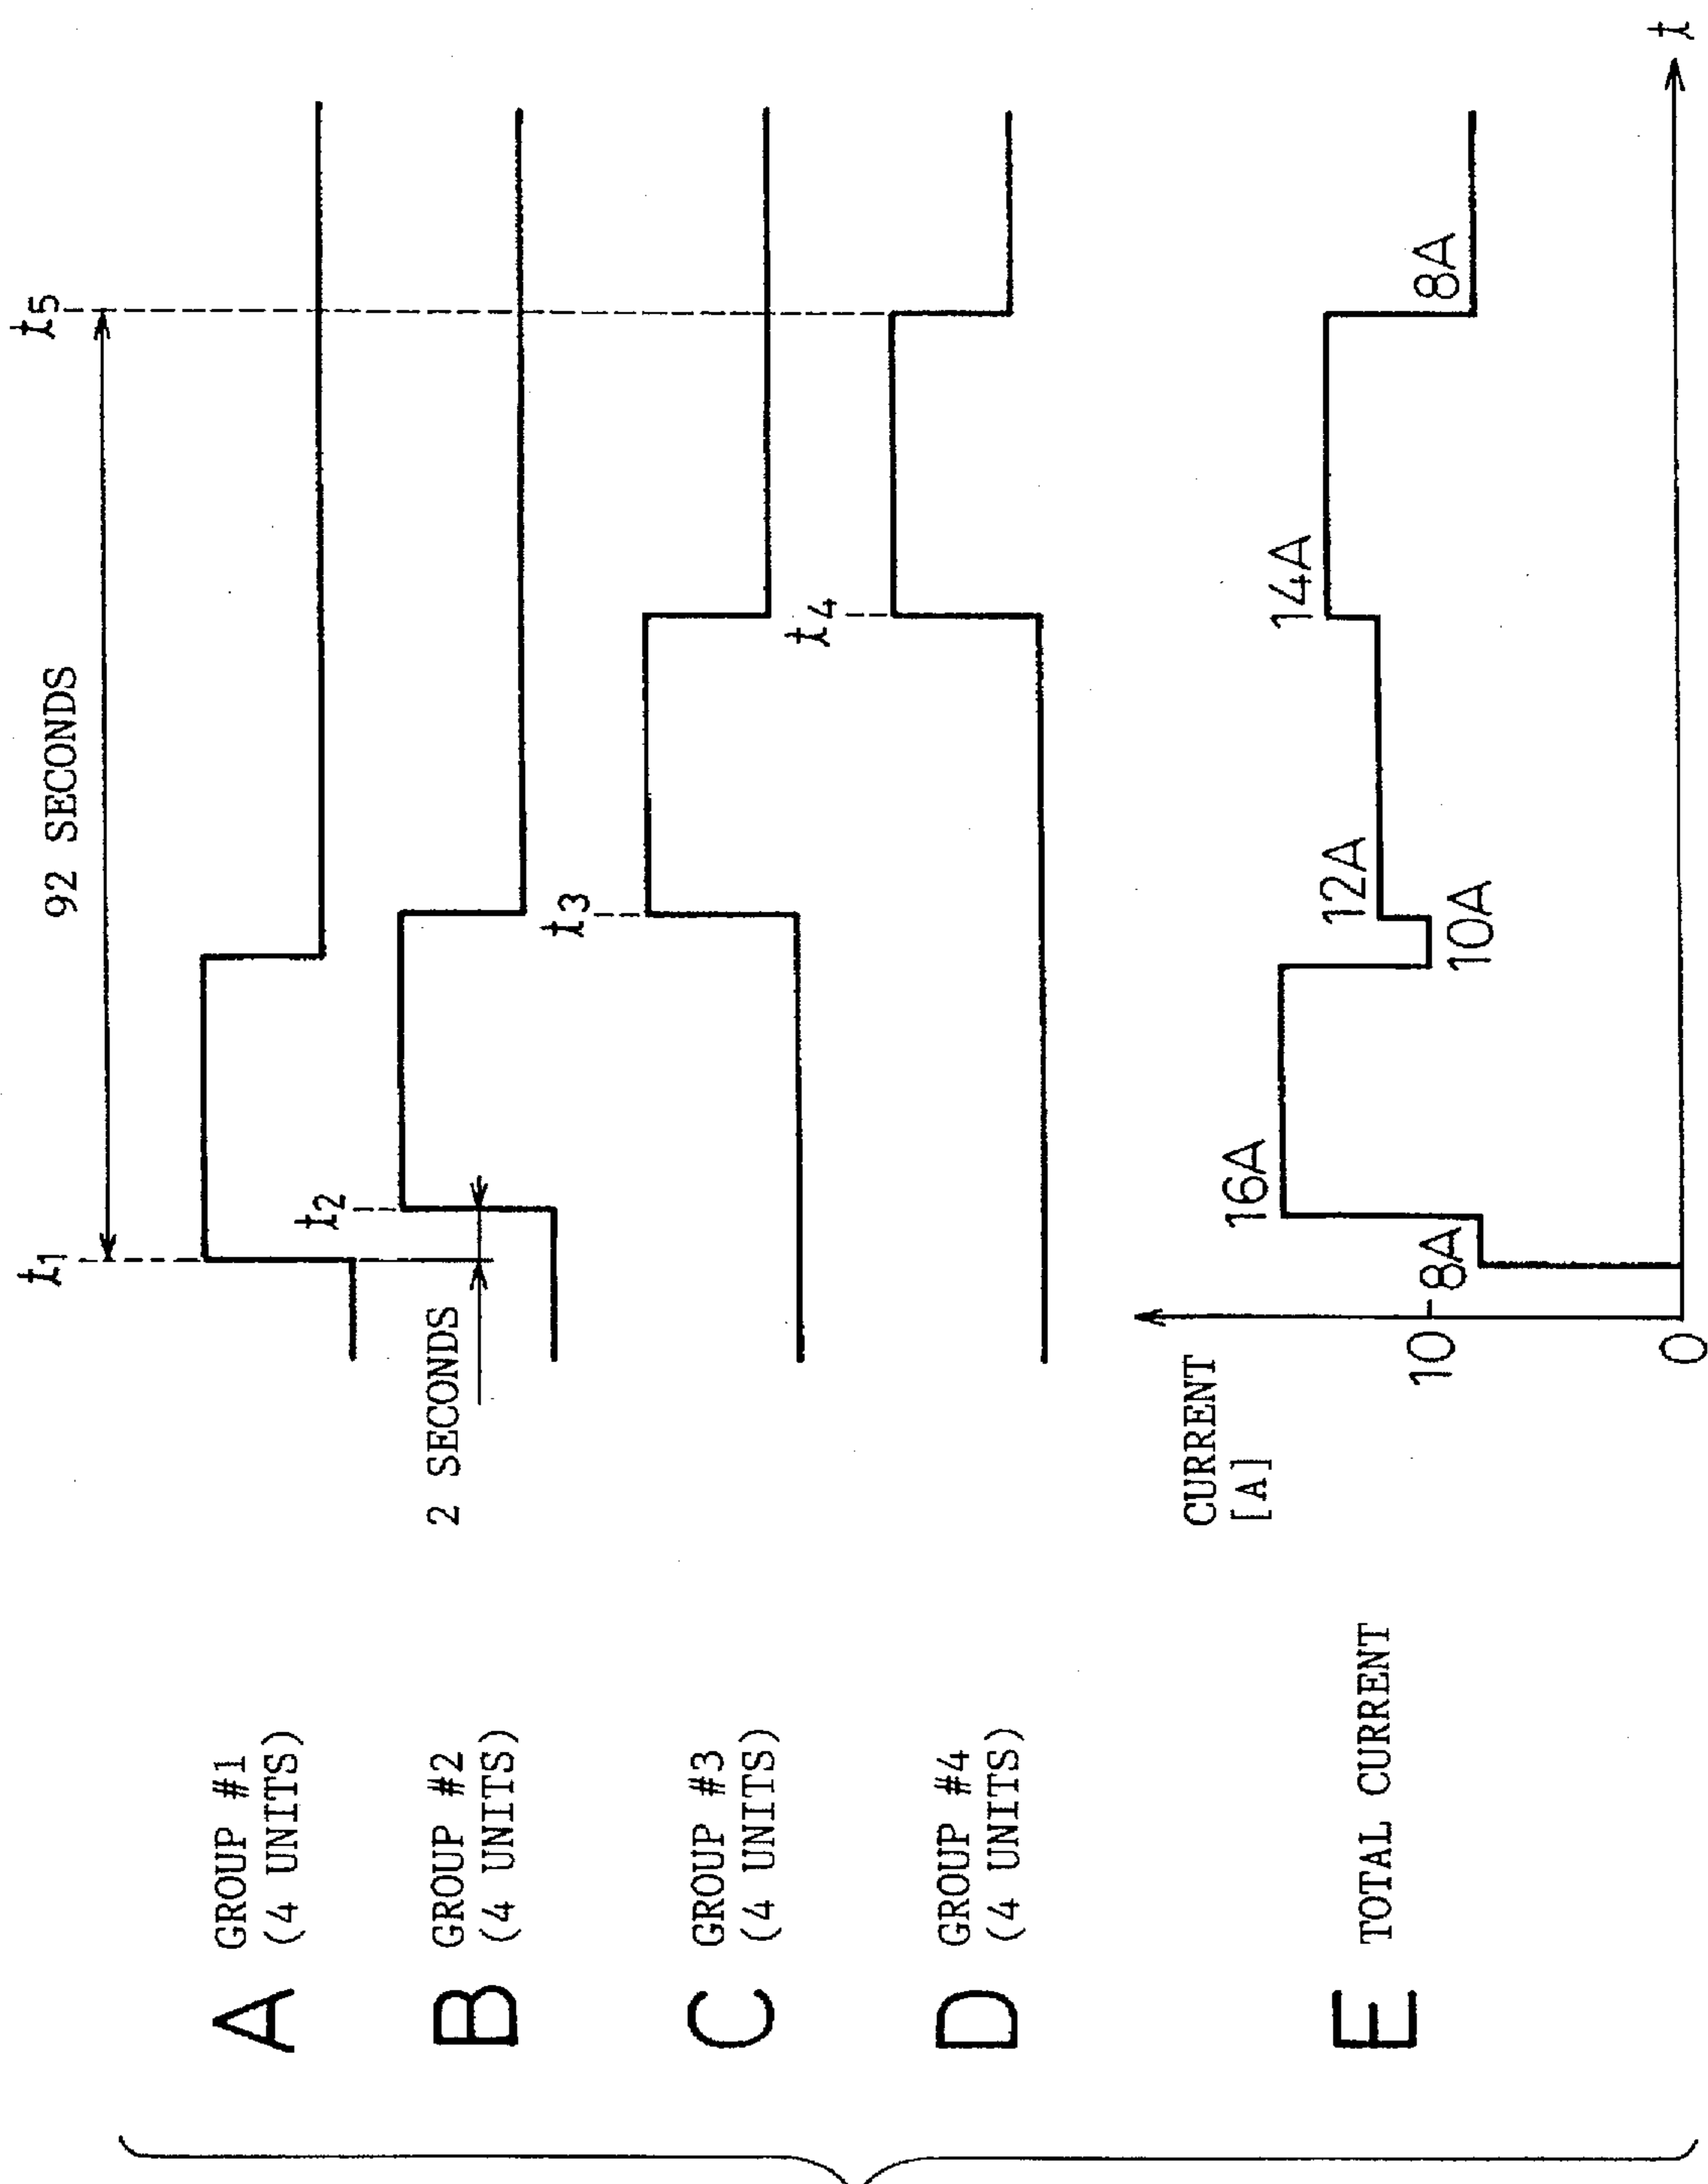 t1
92 SECONDS
t5
A GROUP #1
(4 UNITS)
t2
2 SECONDS
B GROUP #2
(4 UNITS)
t3
C GROUP #3
(4 UNITS)
t4
D GROUP #4
(4 UNITS)
E TOTAL CURRENT
CURRENT
[A]
10
0
8A
16A
10A
12A
14A
8A
t